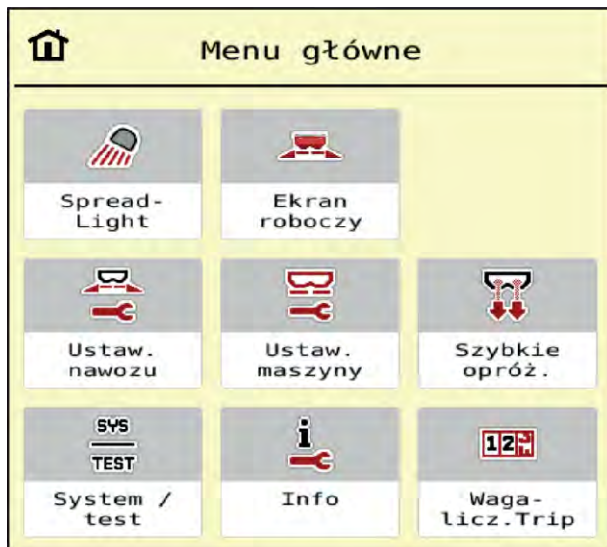 Menu główne
Spread-
Light
Ekran
roboczy
Ustaw.
nawozu
Ustaw.
maszyny
Szybkie
opróż.
SYS
TEST
System /
test
i
Info
12
Waga-
licz.Trip